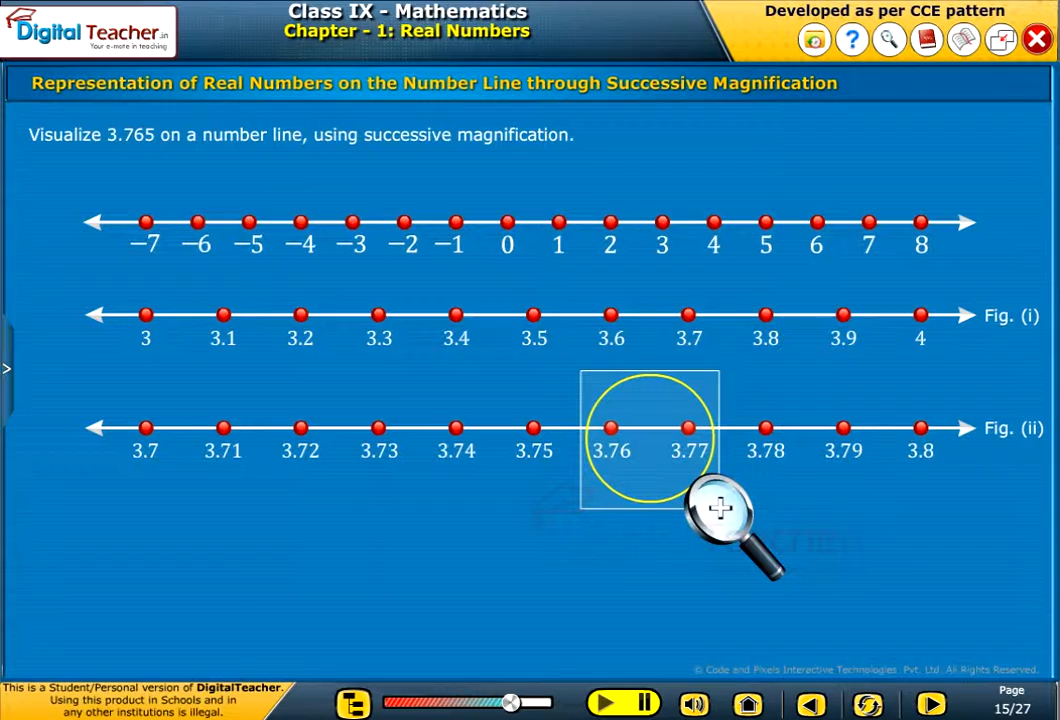 Class IX - Mathematics
Chapter - 1: Real Numbers
Developed as per CCE pattern
Digital Teacher.in
Your e-mate in teaching
?
Representation of Real Numbers on the Number Line through Successive Magnification
Visualize 3.765 on a number line, using successive magnification.
−7 −6 −5 −4 −3 −2 −1 0 1 2 3 4 5 6 7 8
Fig. (i)
3 3.1 3.2 3.3 3.4 3.5 3.6 3.7 3.8 3.9 4
>
Fig. (ii)
3.7 3.71 3.72 3.73 3.74 3.75 3.76 3.77 3.78 3.79 3.8
© Code and Pixels Interactive Technologies Pvt. Ltd. All Rights Reserved.
This is a Student/Personal version of DigitalTeacher.
Using this product in Schools and in
any other institutions is illegal.
Page
15/27